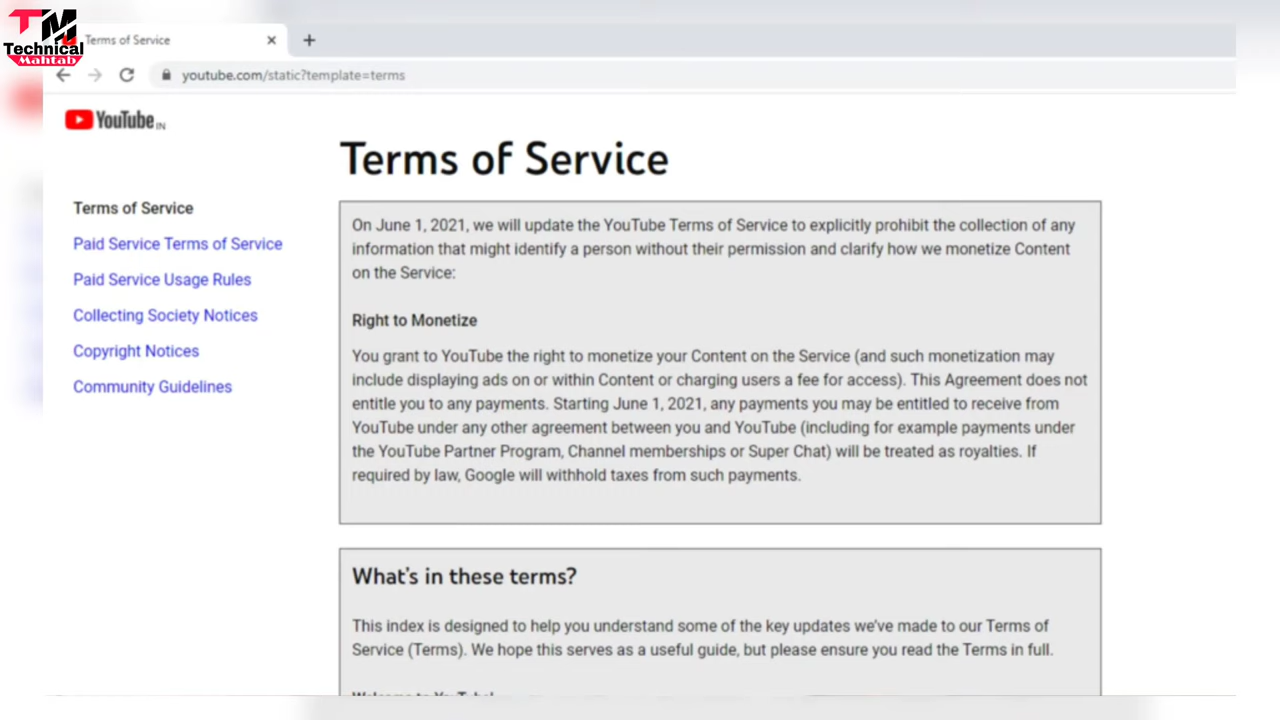 TM
Technical
Mahtab
Terms of Service
youtube.com/static?template=terms
YouTube IN
Terms of Service
Terms of Service
Paid Service Terms of Service
Paid Service Usage Rules
Collecting Society Notices
Copyright Notices
Community Guidelines
On June 1, 2021, we will update the YouTube Terms of Service to explicitly prohibit the collection of any
information that might identify a person without their permission and clarify how we monetize Content
on the Service:
Right to Monetize
You grant to YouTube the right to monetize your Content on the Service (and such monetization may
include displaying ads on or within Content or charging users a fee for access). This Agreement does not
entitle you to any payments. Starting June 1, 2021, any payments you may be entitled to receive from
YouTube under any other agreement between you and YouTube (including for example payments under
the YouTube Partner Program, Channel memberships or Super Chat) will be treated as royalties. If
required by law, Google will withhold taxes from such payments.
What's in these terms?
This index is designed to help you understand some of the key updates we've made to our Terms of
Service (Terms). We hope this serves as a useful guide, but please ensure you read the Terms in full.